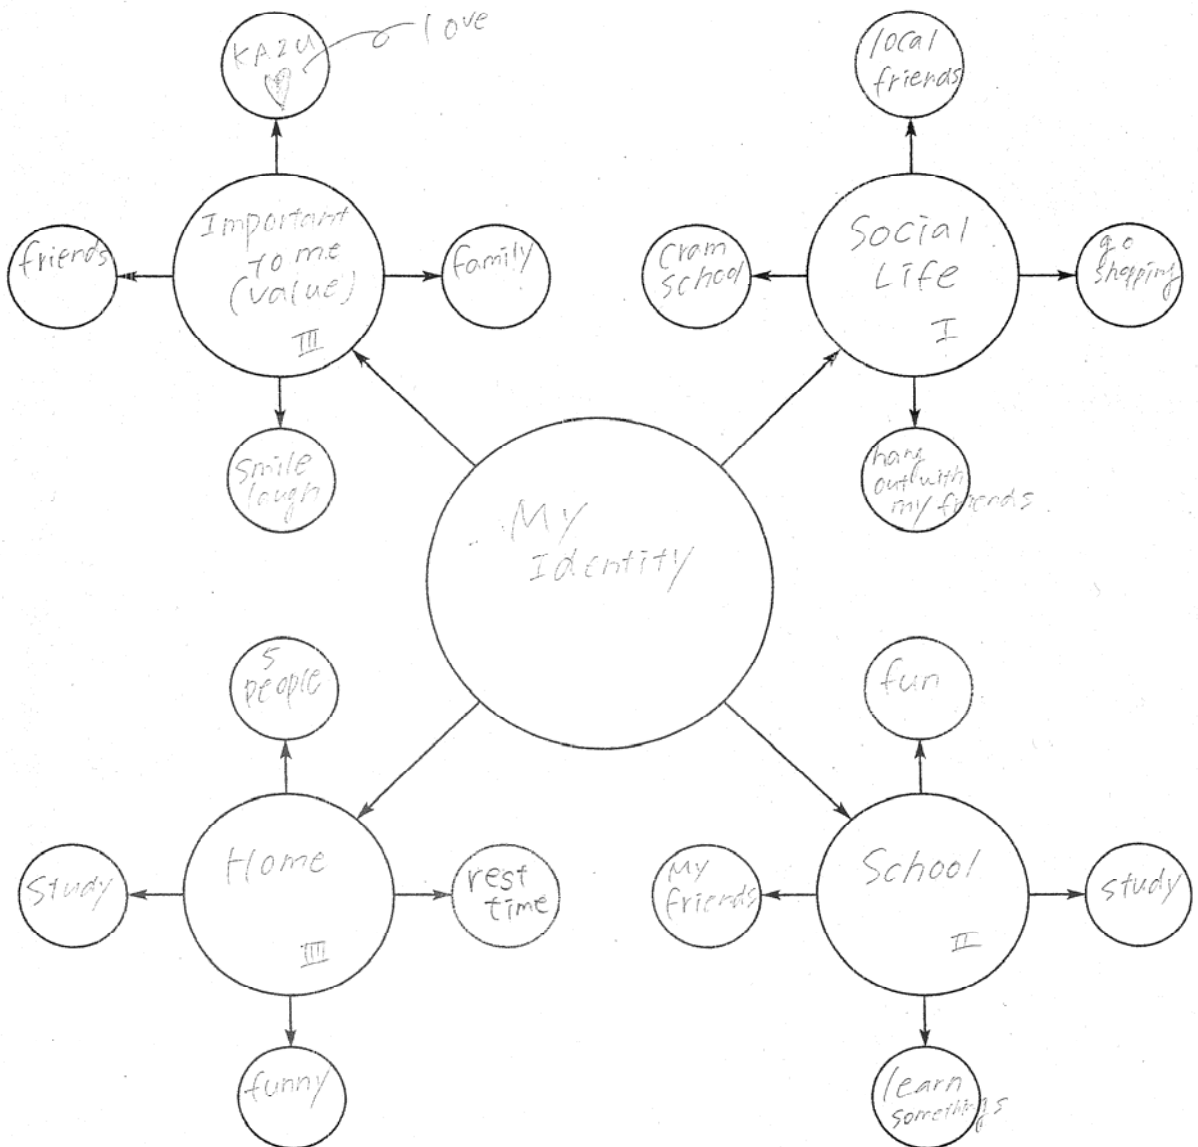 KAZU
love
Important
to me
(value)
III
friends
family
smile
laugh
local
friends
Social
Life
I
cram
school
go
shopping
hang
out with
my friends
My
Identity
5
people
Home
IIII
study
rest
time
funny
fun
School
II
My
friends
study
learn
somethings